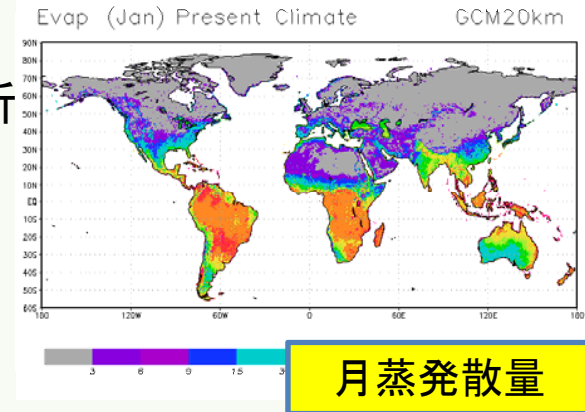 Evap (Jan) Present Climate GCM20km
析
90N
80N
70N
60N
50N
40N
30N
20N
10N
EQ
10S
20S
30S
40S
50S
60S
180 120W 60W 0 60E 120E 180
3 6 9 15
月蒸発散量